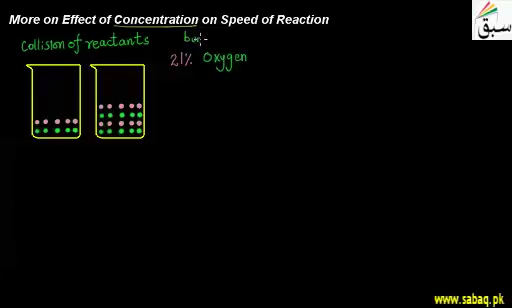 More on Effect of Concentration on Speed of Reaction
سبق
Collision of reactants
21% Oxygen
www.sabaq.pk